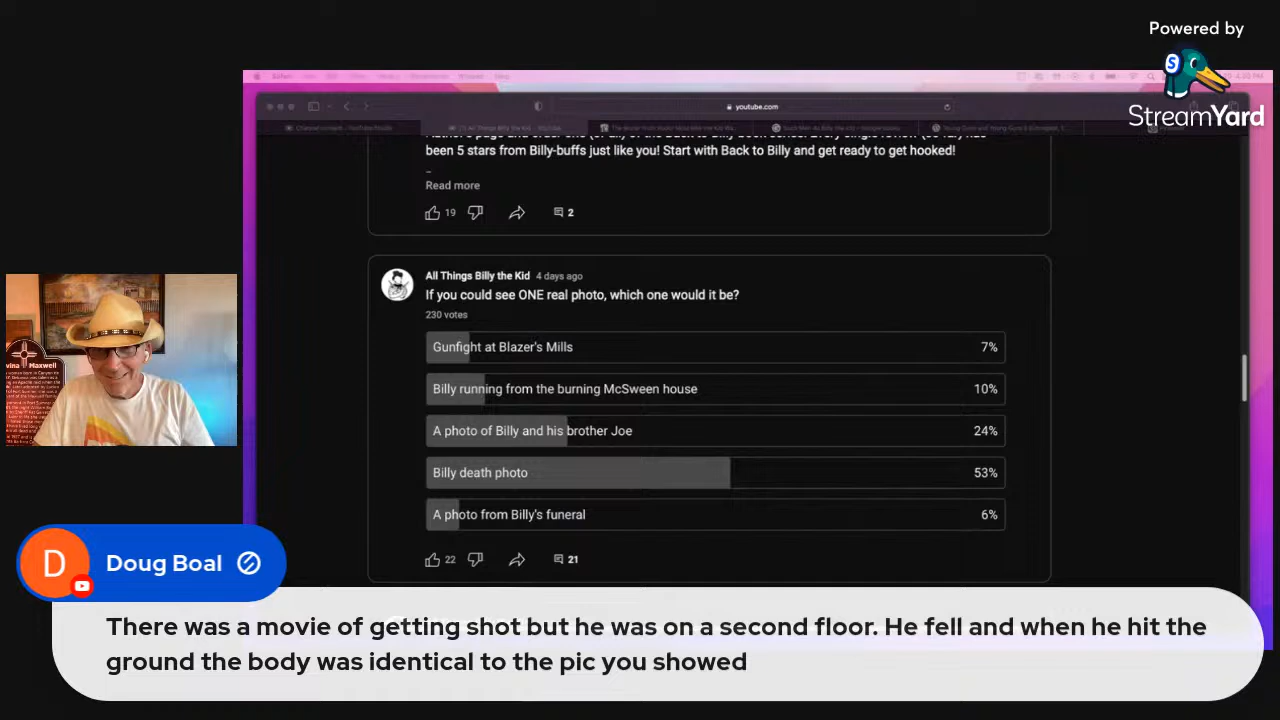 Powered by
StreamYard
youtube.com
been 5 stars from Billy-buffs just like you! Start with Back to Billy and get ready to get hooked!
Read more
19
2
All Things Billy the Kid 4 days ago
If you could see ONE real photo, which one would it be?
230 votes
Gunfight at Blazer's Mills 7%
Billy running from the burning McSween house 10%
A photo of Billy and his brother Joe 24%
Billy death photo 53%
A photo from Billy's funeral 6%
22
21
Maxwell
D
Doug Boal
There was a movie of getting shot but he was on a second floor. He fell and when he hit the
ground the body was identical to the pic you showed